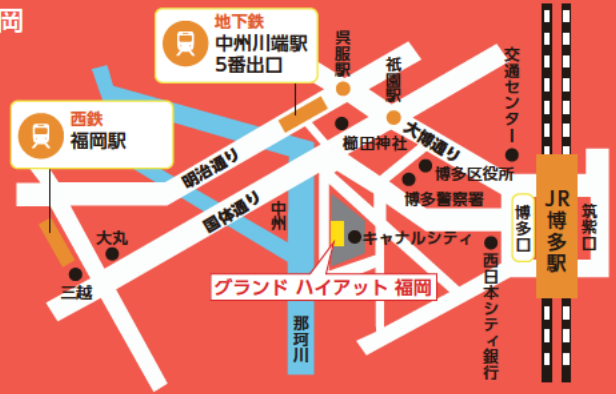 岡
地下鉄
中州川端駅
5番出口
呉服駅
祇園駅
交通センター
西鉄
福岡駅
櫛田神社
大博通り
博多区役所
博多警察署
明治通り
国体通り
中州
キャナルシティ
博多口
JR
博多駅
筑紫口
大丸
三越
グランド ハイアット 福岡
西日本シティ銀行
那珂川